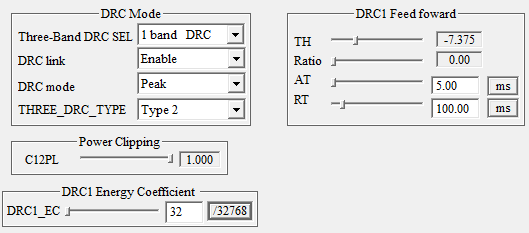 DRC Mode
Three-Band DRC SEL 1 band DRC
DRC link Enable
DRC mode Peak
THREE_DRC_TYPE Type 2
Power Clipping
C12PL 1.000
DRC1 Energy Coefficient
DRC1_EC 32 /32768
DRC1 Feed foward
TH -7.375
Ratio 0.00
AT 5.00 ms
RT 100.00 ms